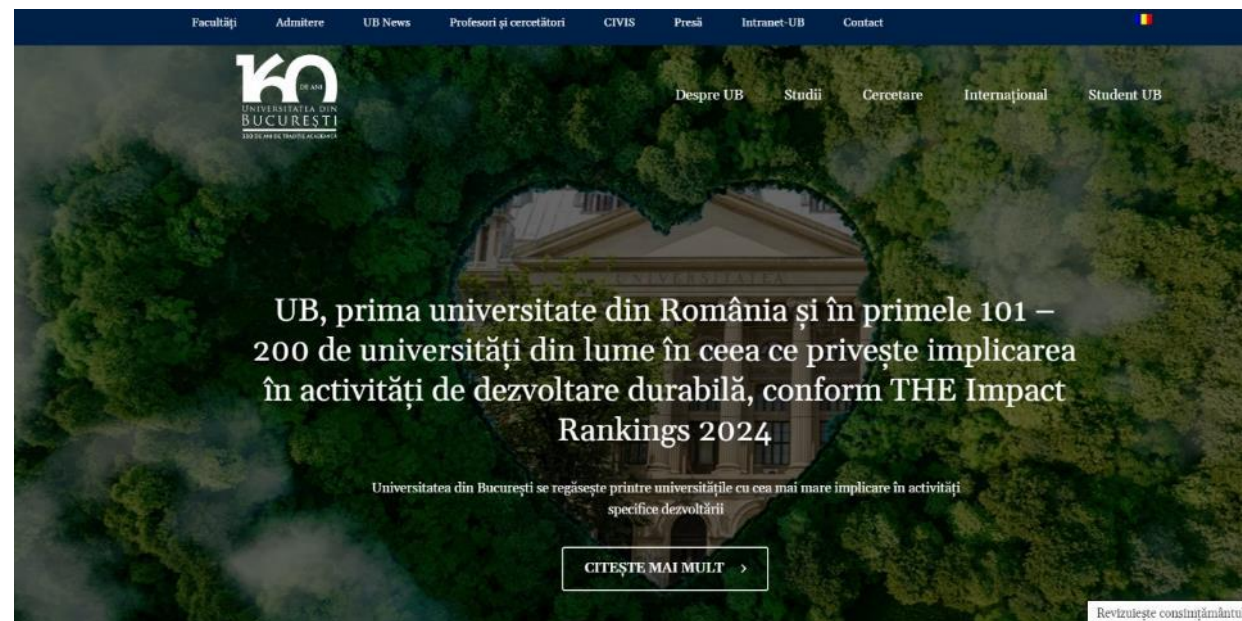 Facultăți Admitere UB News Profesori și cercetători CIVIS Presă Intranet-UB Contact
160
DE ANI
UNIVERSITATEA DIN
BUCUREȘTI
Despre UB Studii Cercetare Internațional Student UB
UNIVERSITATEA
UB, prima universitate din România și în primele 101 –
200 de universități din lume în ceea ce privește implicarea
în activități de dezvoltare durabilă, conform THE Impact
Rankings 2024
Universitatea din București se regăsește printre universitățile cu cea mai mare implicare în activități
specifice dezvoltării
CITEȘTE MAI MULT ›
Revizuiește consimțământu